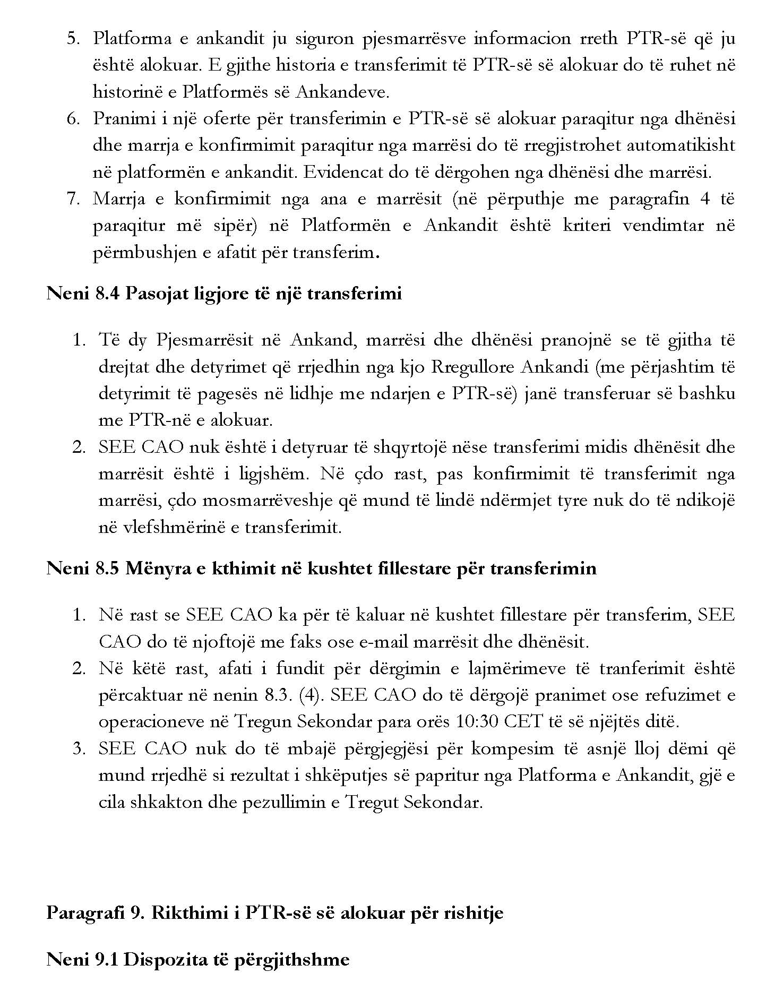 5. Platforma e ankandit ju siguron pjesmarrësve informacion rreth PTR-së që ju
është alokuar. E gjithe historia e transferimit të PTR-së së alokuar do të ruhet në
historinë e Platformës së Ankandeve.
6. Pranimi i një oferte për transferimin e PTR-së së alokuar paraqitur nga dhënësi
dhe marrja e konfirmimit paraqitur nga marrësi do të rregjistrohet automatikisht
në platformën e ankandit. Evidencat do të dërgohen nga dhënësi dhe marrësi.
7. Marrja e konfirmimit nga ana e marrësit (në përputhje me paragrafin 4 të
paraqitur më sipër) në Platformën e Ankandit është kriteri vendimtar në
përmbushjen e afatit për transferim.
Neni 8.4 Pasojat ligjore të një transferimi
1. Të dy Pjesmarrësit në Ankand, marrësi dhe dhënësi pranojnë se të gjitha të
drejtat dhe detyrimet që rrjedhin nga kjo Rregullore Ankandi (me përjashtim të
detyrimit të pagesës në lidhje me ndarjen e PTR-së) janë transferuar së bashku
me PTR-në e alokuar.
2. SEE CAO nuk është i detyruar të shqyrtojë nëse transferimi midis dhënësit dhe
marrësit është i ligjshëm. Në çdo rast, pas konfirmimit të transferimit nga
marrësi, çdo mosmarrëveshje që mund të lindë ndërmjet tyre nuk do të ndikojë
në vlefshmërinë e transferimit.
Neni 8.5 Mënyra e kthimit në kushtet fillestare për transferimin
1. Në rast se SEE CAO ka për të kaluar në kushtet fillestare për transferim, SEE
CAO do të njoftojë me faks ose e-mail marrësit dhe dhënësit.
2. Në këtë rast, afati i fundit për dërgimin e lajmërimeve të tranferimit është
përcaktuar në nenin 8.3. (4). SEE CAO do të dërgojë pranimet ose refuzimet e
operacioneve në Tregun Sekondar para orës 10:30 CET të së njëjtës ditë.
3. SEE CAO nuk do të mbajë përgjegjësi për kompesim të asnjë lloj dëmi që
mund rrjedhë si rezultat i shkëputjes së papritur nga Platforma e Ankandit, gjë e
cila shkakton dhe pezullimin e Tregut Sekondar.
Paragrafi 9. Rikthimi i PTR-së së alokuar për rishitje
Neni 9.1 Dispozita të përgjithshme